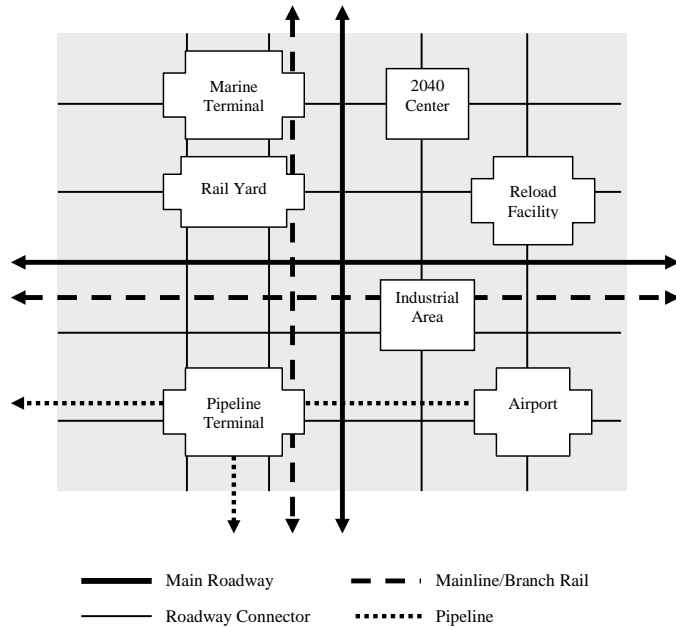 Marine
Terminal
2040
Center
Rail Yard
Reload
Facility
Industrial
Area
Pipeline
Terminal
Airport
Main Roadway
Mainline/Branch Rail
Roadway Connector
Pipeline